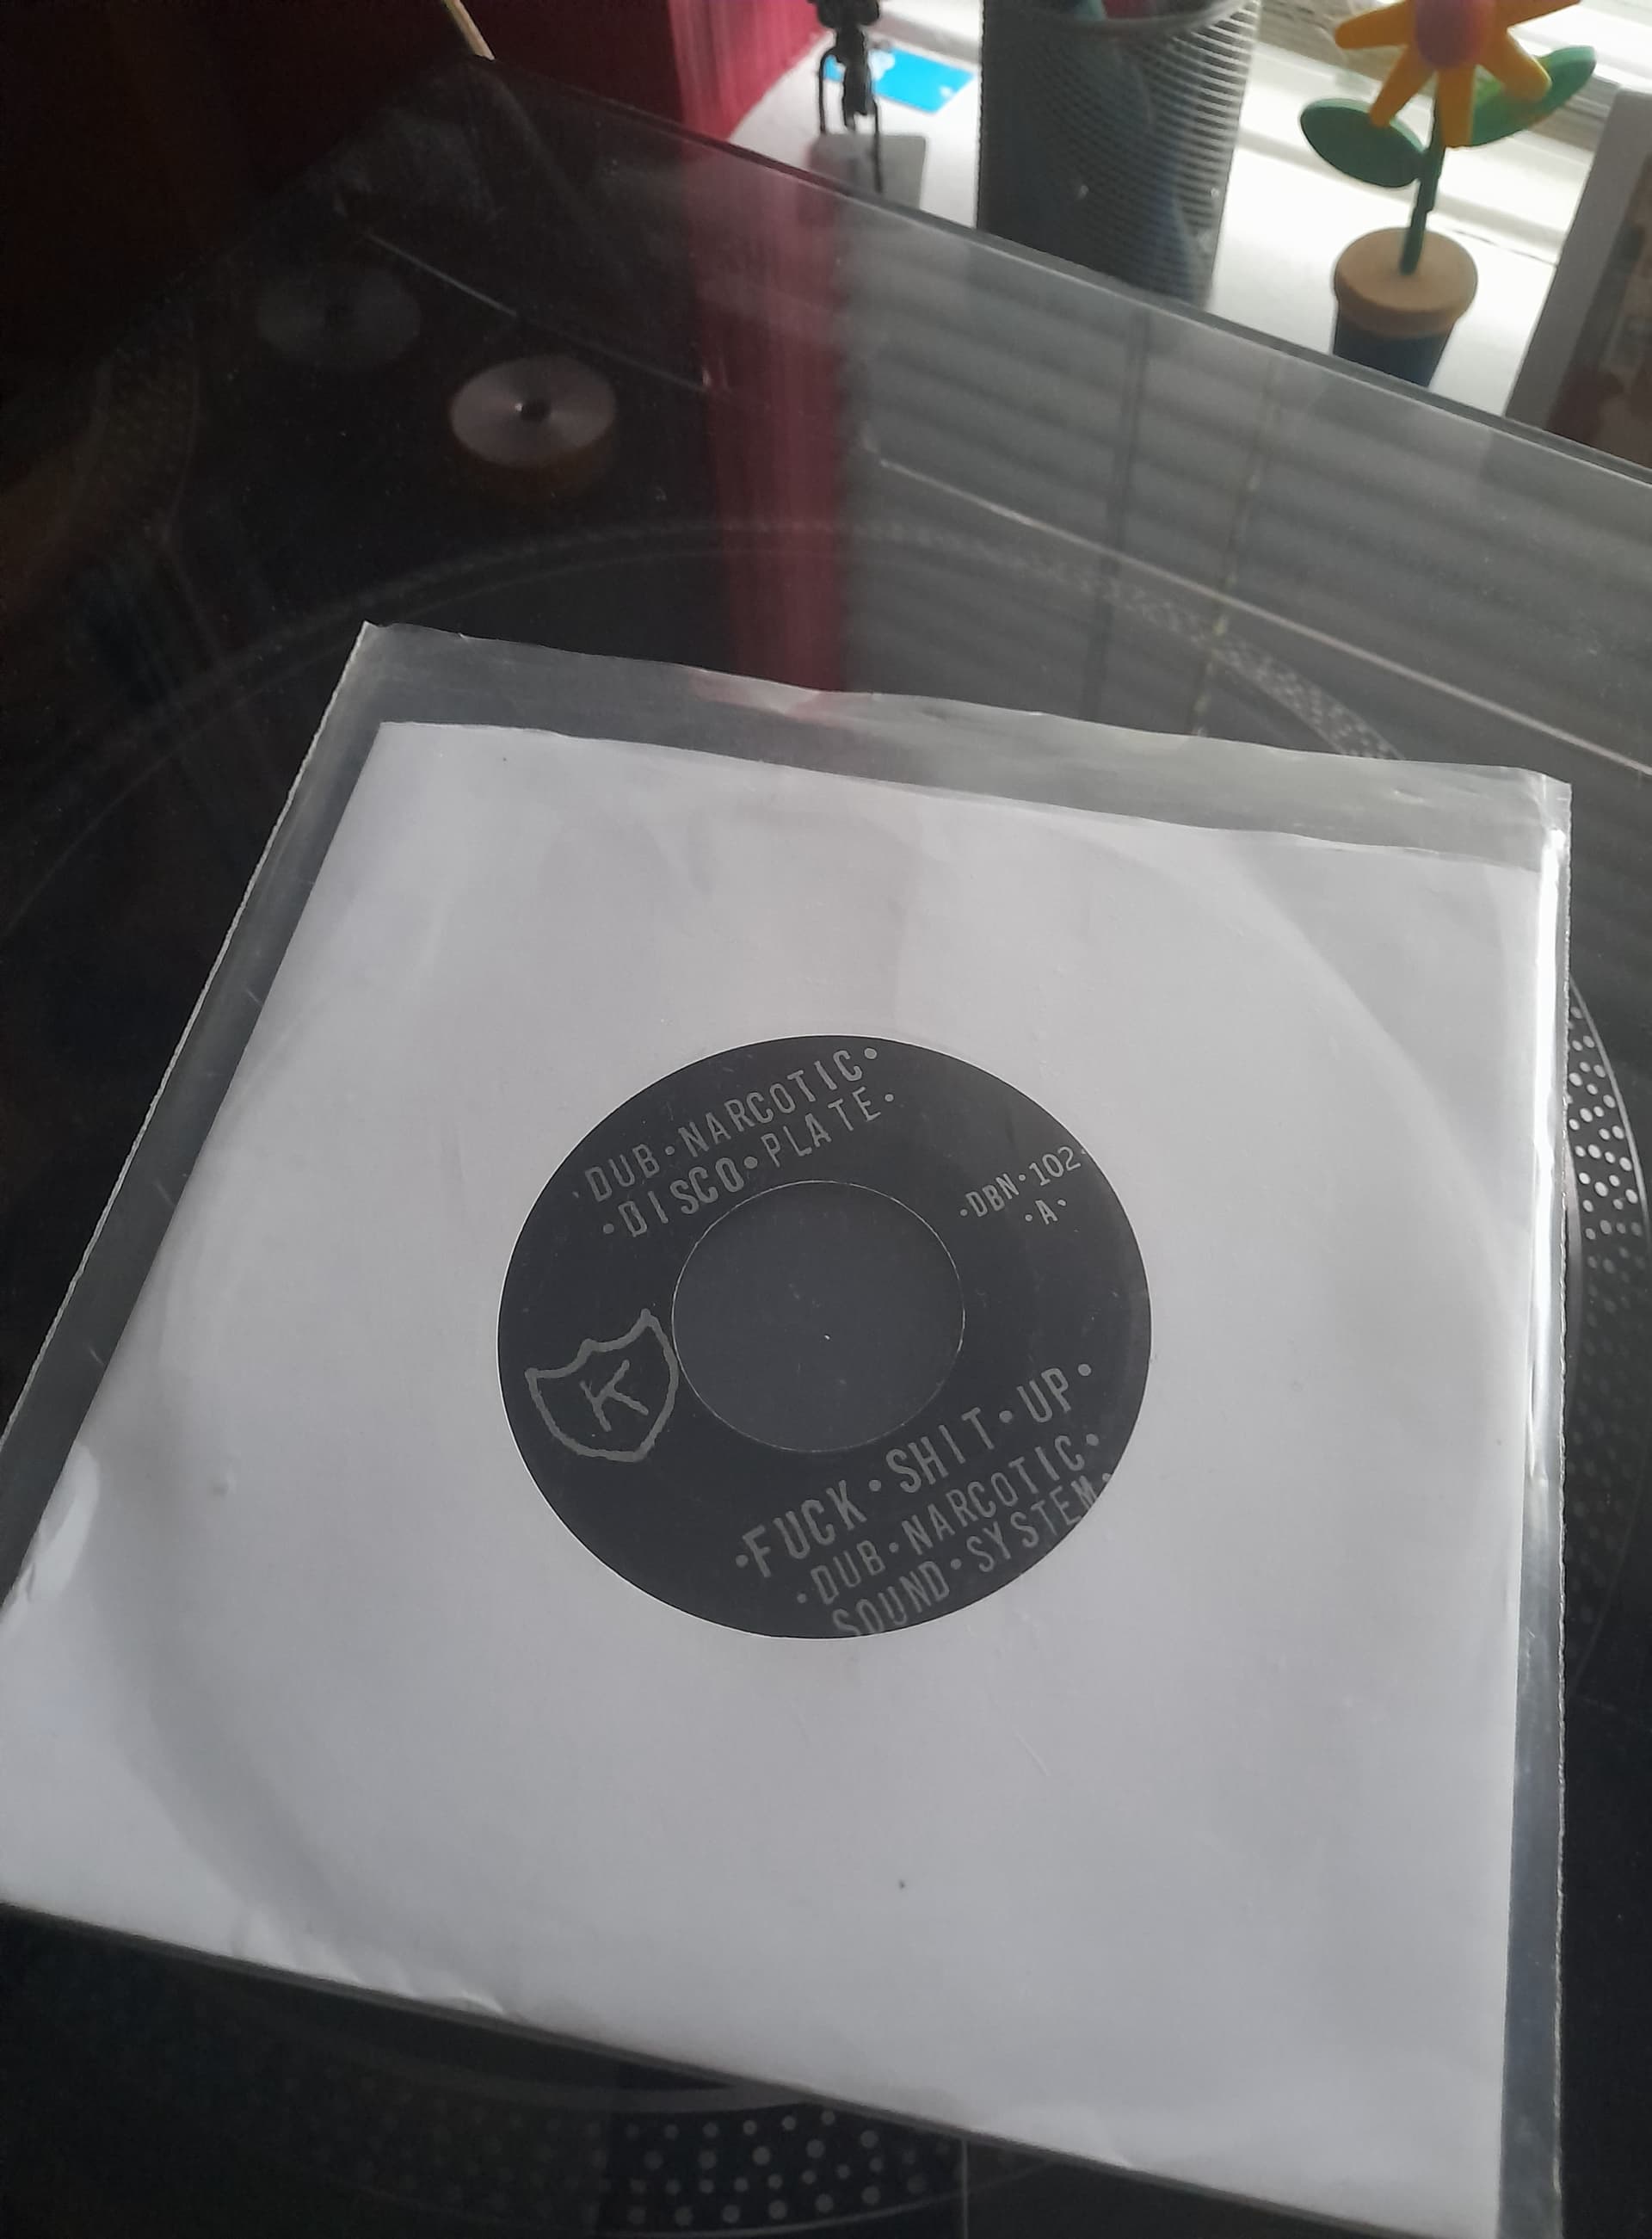 ·DUB·NARCOTIC·
·DISCO·PLATE·
·DBN·102·
·A·
K
·FUCK·SHIT·UP·
·DUB·NARCOTIC·
SOUND·SYSTEM·